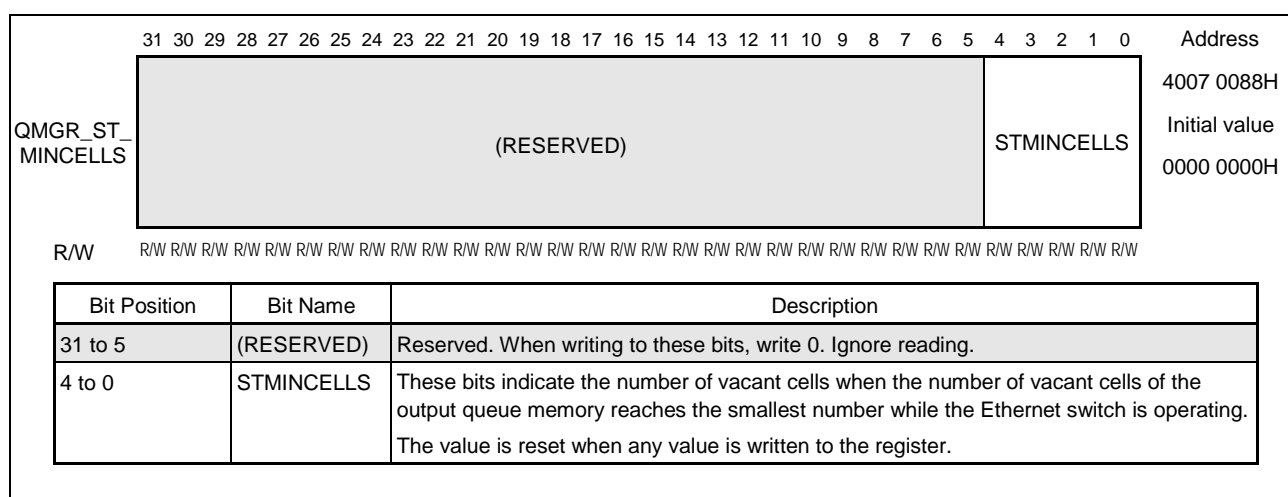 31 30 29 28 27 26 25 24 23 22 21 20 19 18 17 16 15 14 13 12 11 10 9 8 7 6 5 4 3 2 1 0 Address
4007 0088H
QMGR_ST_
MINCELLS
(RESERVED)
STMINCELLS
Initial value
0000 0000H
R/W R/W R/W R/W R/W R/W R/W R/W R/W R/W R/W R/W R/W R/W R/W R/W R/W R/W R/W R/W R/W R/W R/W R/W R/W R/W R/W R/W R/W R/W R/W R/W R/W
Bit Position Bit Name Description
31 to 5 (RESERVED) Reserved. When writing to these bits, write 0. Ignore reading.
4 to 0 STMINCELLS These bits indicate the number of vacant cells when the number of vacant cells of the
output queue memory reaches the smallest number while the Ethernet switch is operating.
The value is reset when any value is written to the register.